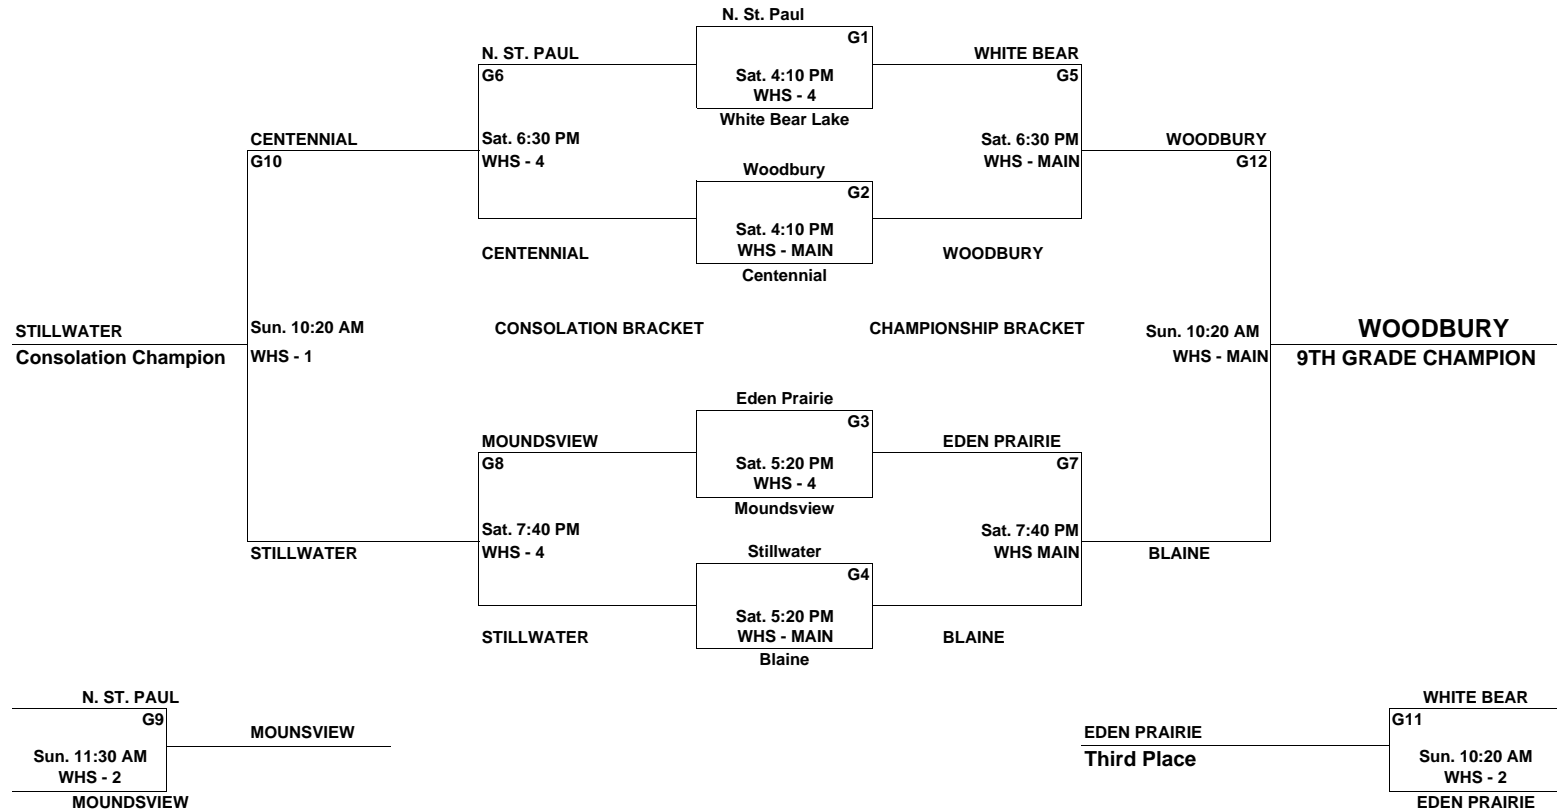 N. St. Paul
G1
N. ST. PAUL
WHITE BEAR
G6
Sat. 4:10 PM
G5
WHS - 4
White Bear Lake
CENTENNIAL
Sat. 6:30 PM
Sat. 6:30 PM
WOODBURY
G10
WHS - 4
WHS - MAIN
G12
Woodbury
G2
Sat. 4:10 PM
CENTENNIAL
WHS - MAIN
WOODBURY
Centennial
STILLWATER
Sun. 10:20 AM
CONSOLATION BRACKET
CHAMPIONSHIP BRACKET
Sun. 10:20 AM
WOODBURY
Consolation Champion
WHS - 1
WHS - MAIN
9TH GRADE CHAMPION
Eden Prairie
G3
MOUNDSVIEW
EDEN PRAIRIE
G8
Sat. 5:20 PM
G7
WHS - 4
Moundsview
Sat. 7:40 PM
Sat. 7:40 PM
STILLWATER
WHS - 4
Stillwater
WHS MAIN
BLAINE
G4
Sat. 5:20 PM
STILLWATER
WHS - MAIN
BLAINE
Blaine
N. ST. PAUL
WHITE BEAR
G9
G11
MOUNSVIEW
EDEN PRAIRIE
Sun. 11:30 AM
Third Place
Sun. 10:20 AM
WHS - 2
WHS - 2
MOUNDSVIEW
EDEN PRAIRIE